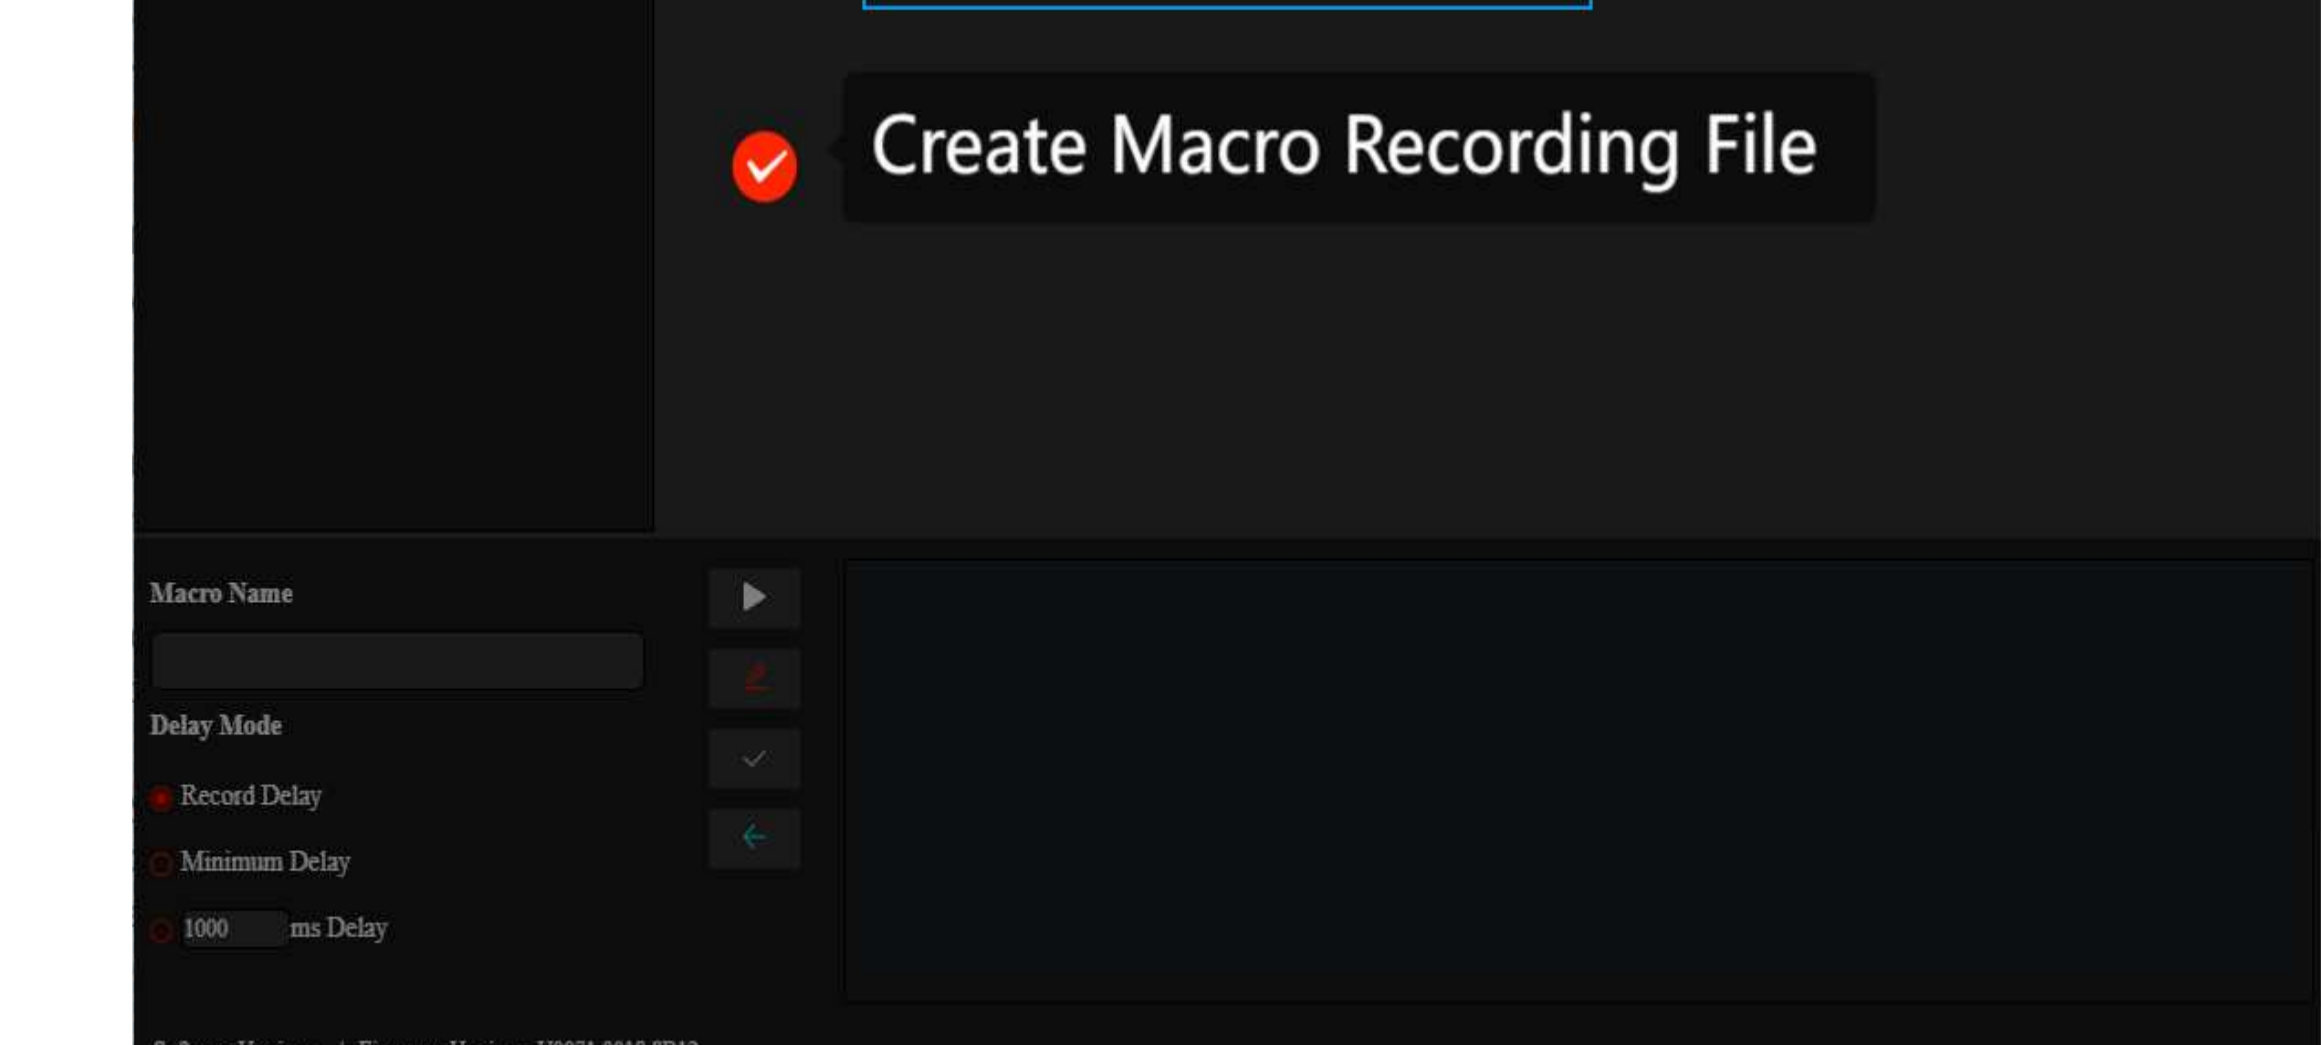 Create Macro Recording File
Macro Name
Delay Mode
Record Delay
Minimum Delay
1000 ms Delay